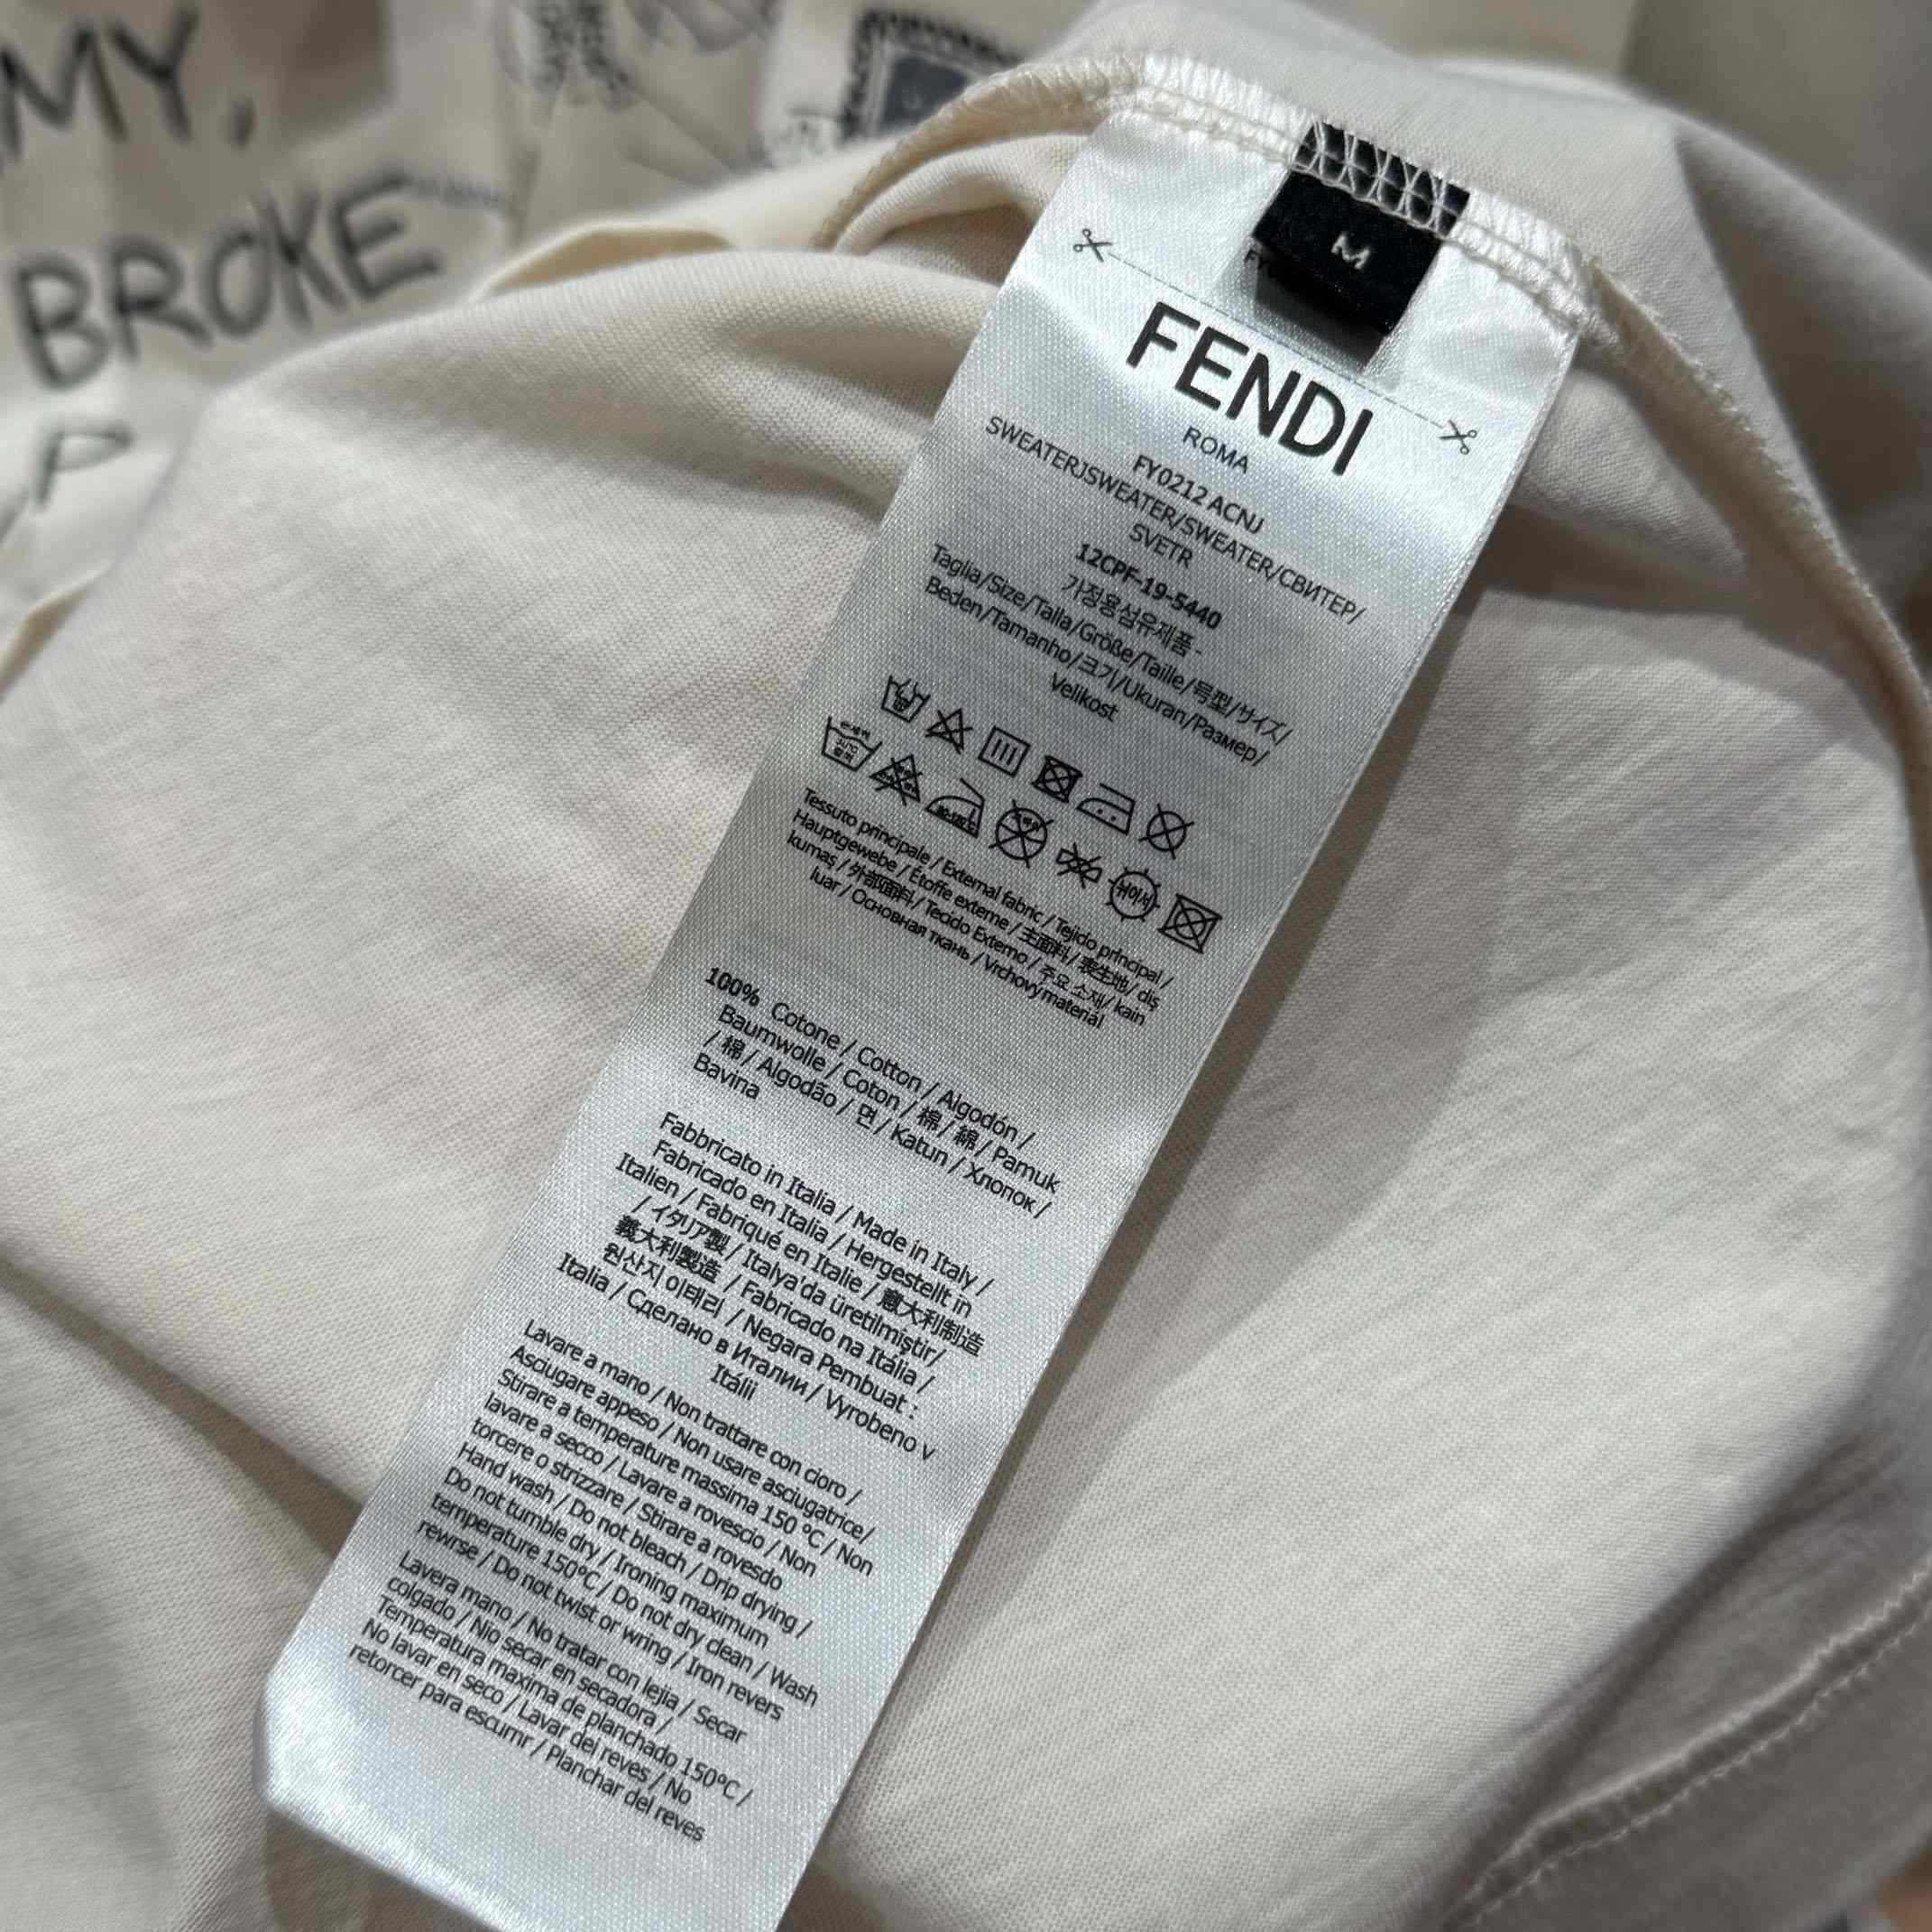 MY,
BROKE
P
M
FENDI
ROMA
FY0212 ACNJ
SWEATERJSWEATER/SWEATER/СВИТЕР/
SVETR
12CPF-19-5440
가정용섬유제품 -
Taglia/Size/Talla/Größe/Taille/号型/サイズ/
Beden/Tamanho/크기/Ukuran/Размер/
Velikost
Tessuto principale / External fabric / Tejido principal /
Hauptgewebe / Étoffe externe / 主面料 / 表生地 / diş
kumaş / 外部面料 / Tecido Externo / 주요 소재/ kain
luar / Основная ткань / Vrchový materiál
100% Cotone / Cotton / Algodón /
Baumwolle / Coton / 棉 / 綿 / Pamuk
/ 棉 / Algodão / 면 / Katun / Хлопок /
Bavina
Fabbricato in Italia / Made in Italy /
Fabricado en Italia / Hergestellt in
Italien / Fabriqué en Italie / 意大利制造
/ イタリア製 / Italya'da üretilmiştir/
義大利製造 / Fabricado na Itália /
원산지 이태리 / Negara Pembuat :
Italia / Сделано в Италии / Vyrobeno v
Itálii
Lavare a mano / Non trattare con cloro /
Asciugare appeso / Non usare asciugatrice/
Stirare a temperature massima 150 °C / Non
lavare a secco / Lavare a rovescio / Non
torcere o strizzare / Stirare a rovesdo
Hand wash / Do not bleach / Drip drying /
Do not tumble dry / Ironing maximum
temperature 150°C / Do not dry clean / Wash
rewrse / Do not twist or wring / Iron revers
Lavera mano / No tratar con lejia / Secar
colgado / Nio secar en secadora /
Temperatura maxima de planchado 150°C /
No lavar en seco / Lavar del reves / No
retorcer para escurnr / Planchar del reves